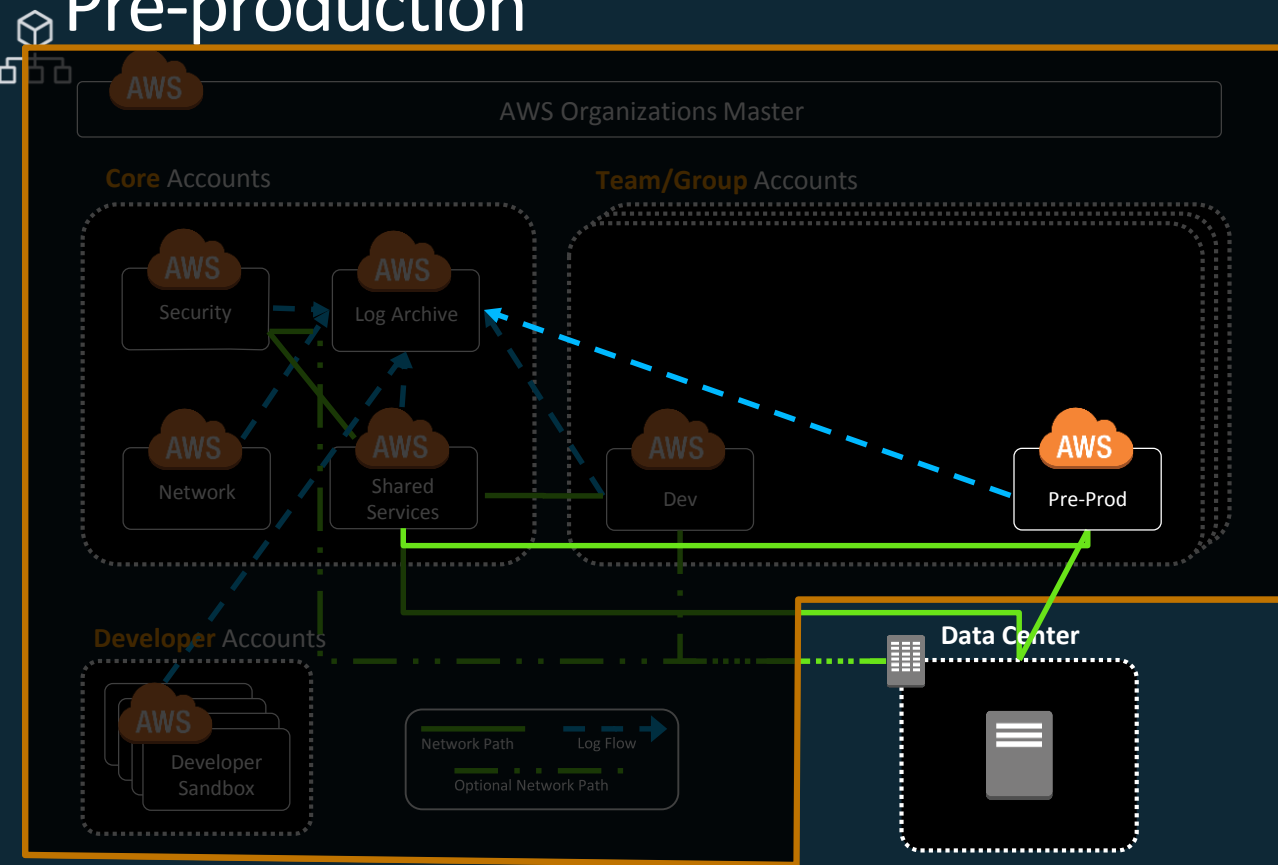 Pre-production
AWS
AWS Organizations Master
Core Accounts
Team/Group Accounts
AWS
AWS
Security
Log Archive
AWS
AWS
AWS
AWS
Network
Shared
Services
Dev
Pre-Prod
Developer Accounts
Data Center
AWS
Developer
Sandbox
Network Path
Log Flow
Optional Network Path